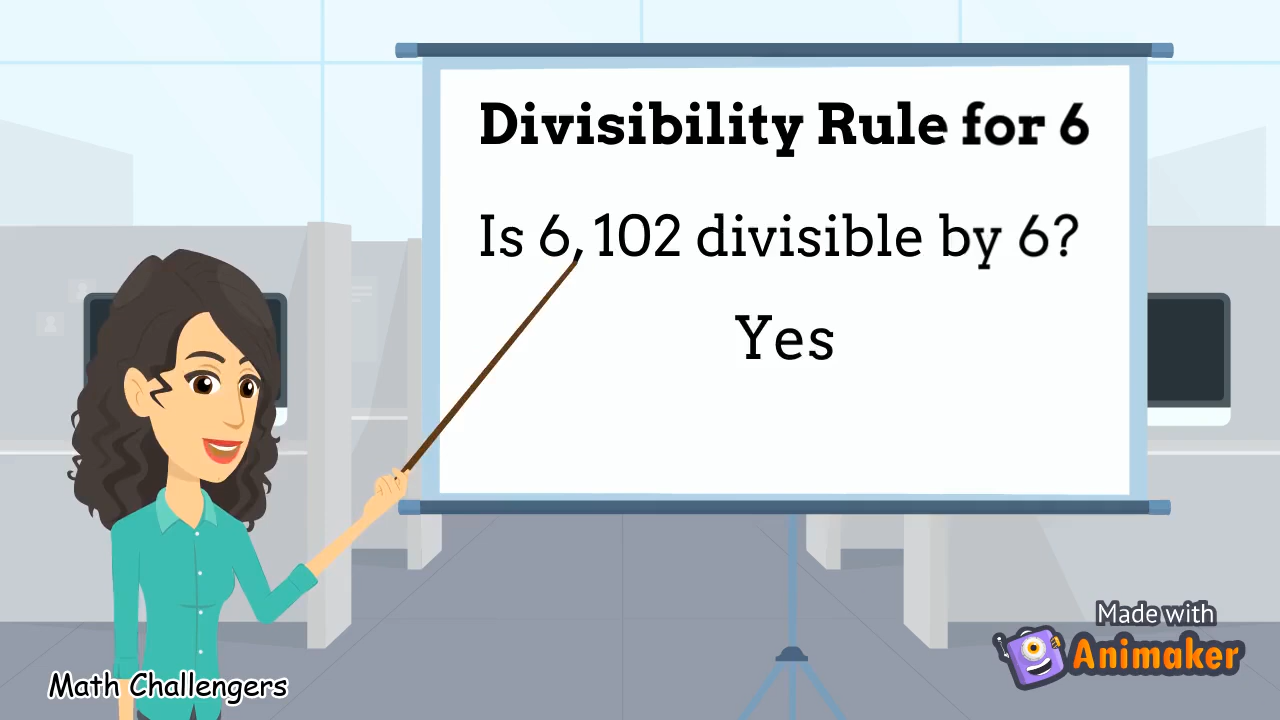 Divisibility Rule for 6
Is 6,102 divisible by 6?
Yes
Made with
Animaker
Math Challengers